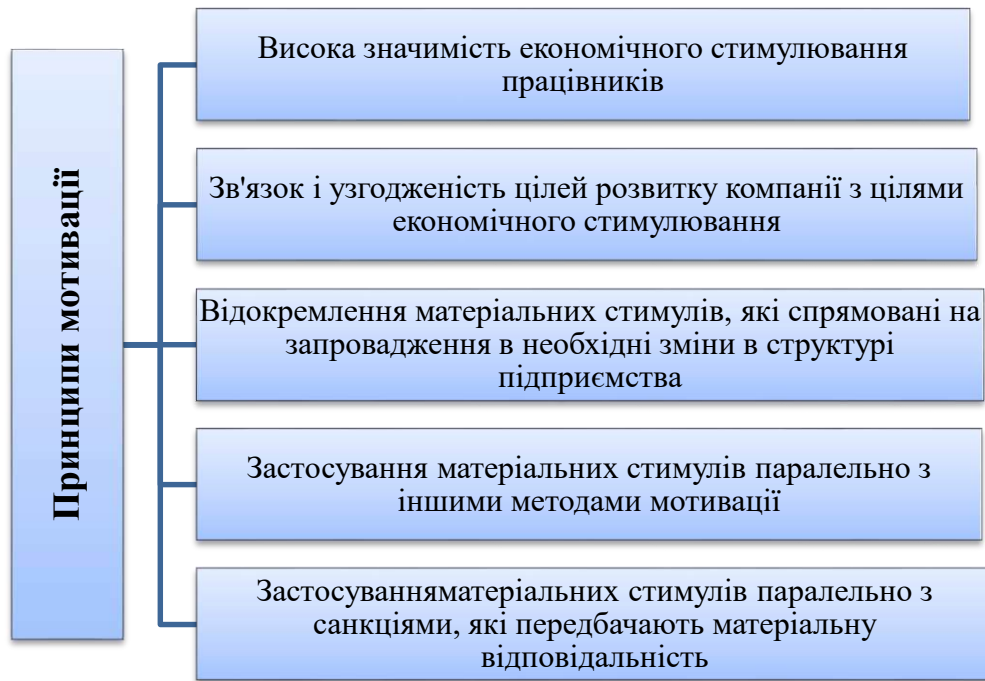 Принципи мотивації
Висока значимість економічного стимулювання
працівників
Зв'язок і узгодженість цілей розвитку компанії з цілями
економічного стимулювання
Відокремлення матеріальних стимулів, які спрямовані на
запровадження в необхідні зміни в структурі
підприємства
Застосування матеріальних стимулів паралельно з
іншими методами мотивації
Застосуванняматеріальних стимулів паралельно з
санкціями, які передбачають матеріальну
відповідальність